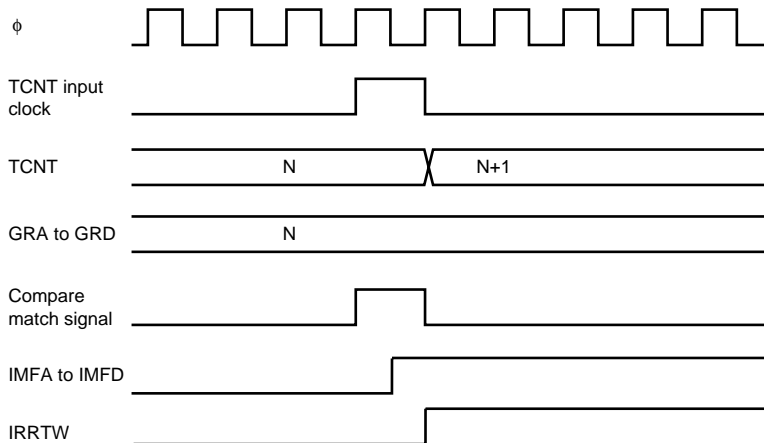 ϕ
TCNT input
clock
TCNT
N
N+1
GRA to GRD
N
Compare
match signal
IMFA to IMFD
IRRTW